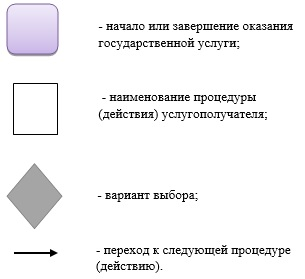 - начало или завершение оказания
государственной услуги;
- наименование процедуры
(действия) услугополучателя;
- вариант выбора;
- переход к следующей процедуре
(действию).